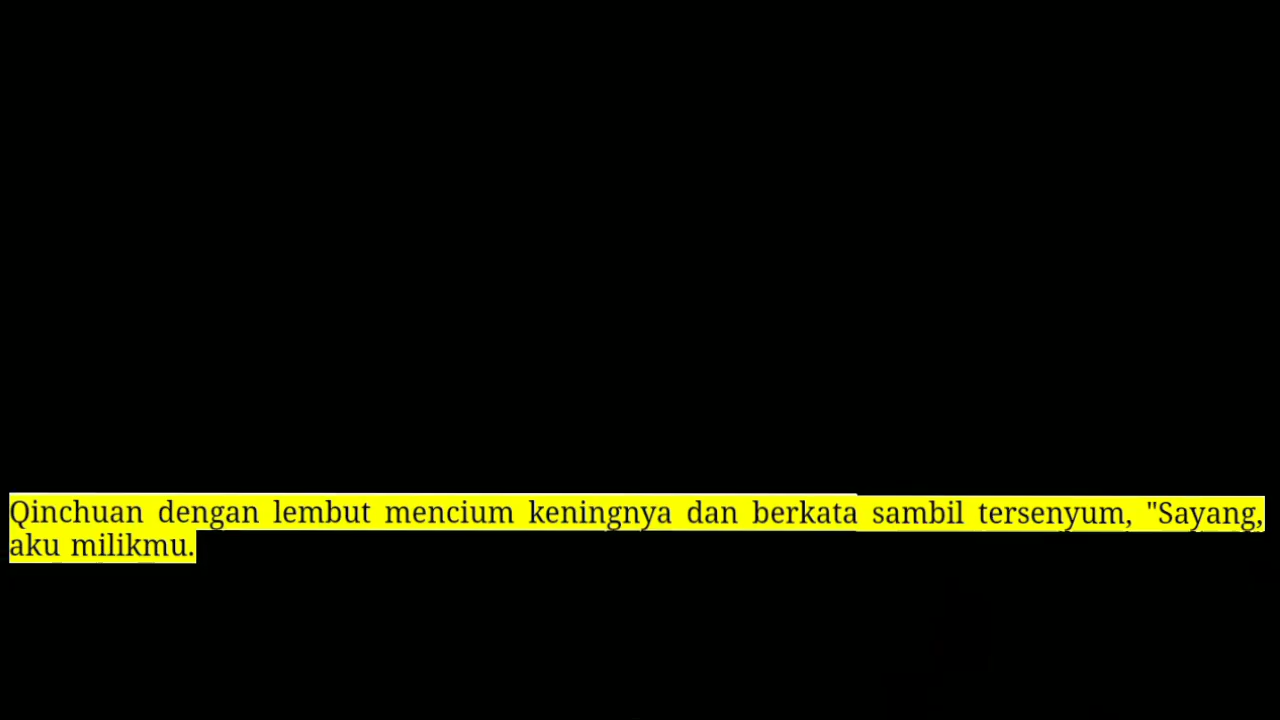 Qinchuan dengan lembut mencium keningnya dan berkata sambil tersenyum, "Sayang,
aku milikmu.